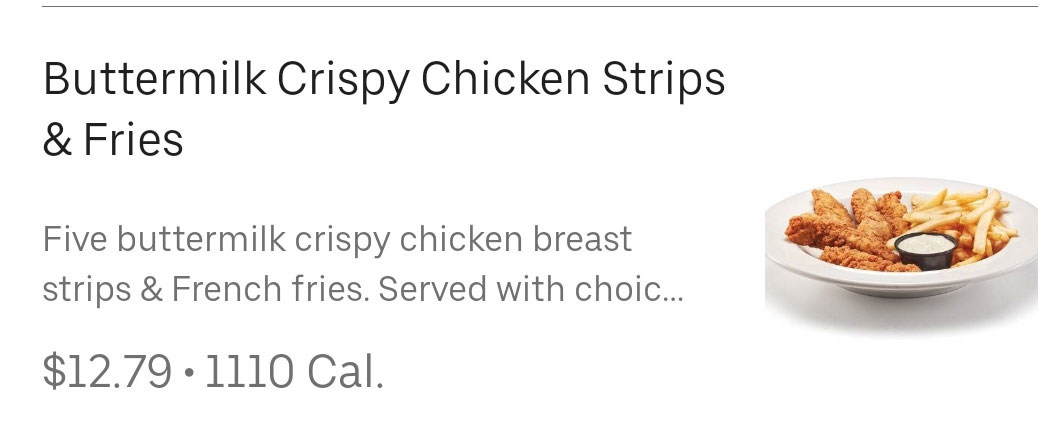 Buttermilk Crispy Chicken Strips
& Fries
Five buttermilk crispy chicken breast
strips & French fries. Served with choic...
$12.79 • 1110 Cal.